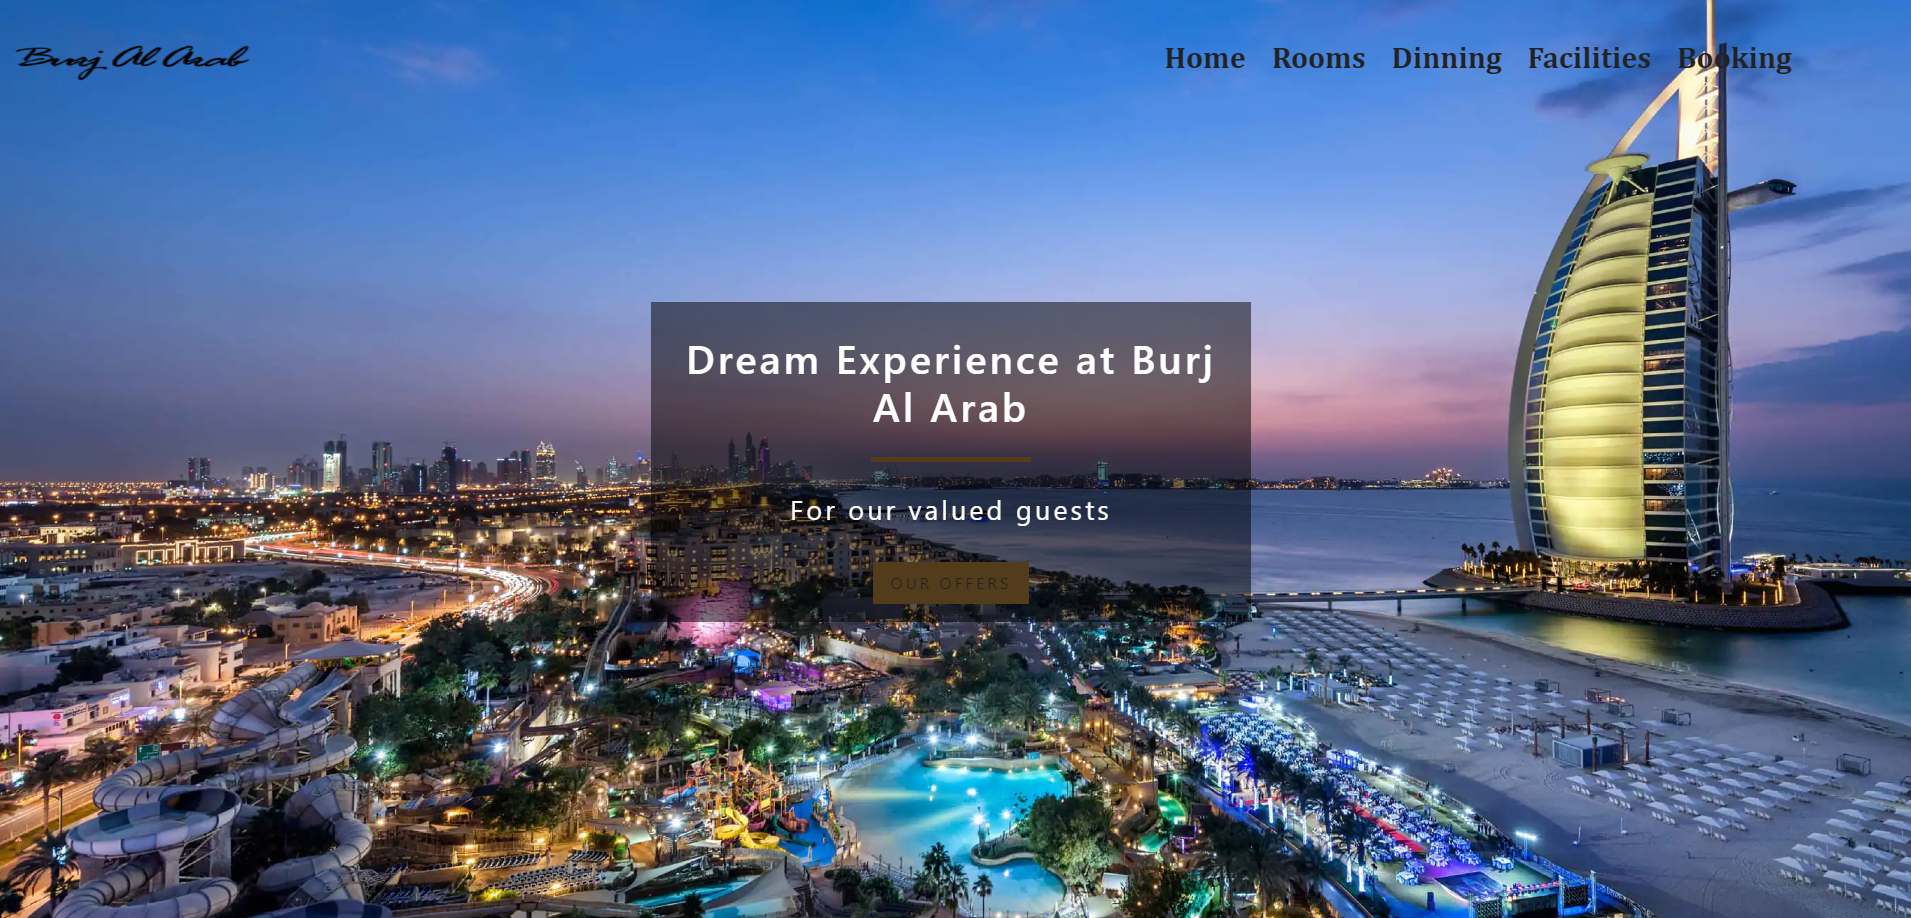 Burj Al Arab
Home Rooms Dinning Facilities Booking
Dream Experience at Burj
Al Arab
For our valued guests
OUR OFFERS